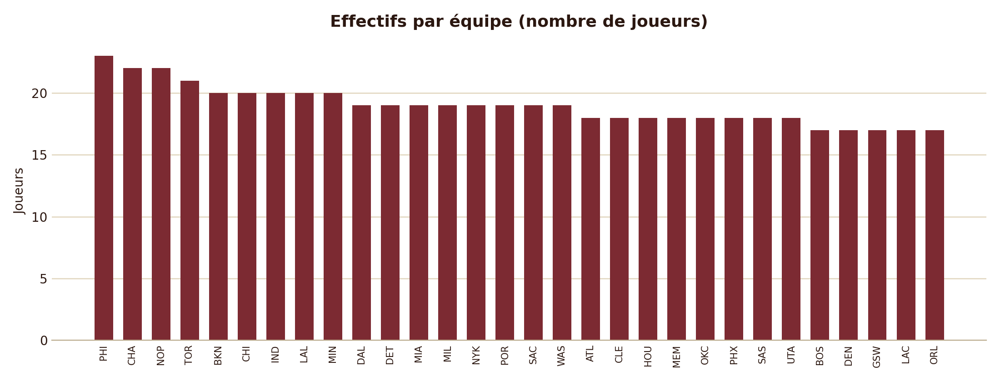 Effectifs par équipe (nombre de joueurs)
Joueurs
20
15
10
5
0
PHI
CHA
NOP
TOR
BKN
CHI
IND
LAL
MIN
DAL
DET
MIA
MIL
NYK
POR
SAC
WAS
ATL
CLE
HOU
MEM
OKC
PHX
SAS
UTA
BOS
DEN
GSW
LAC
ORL